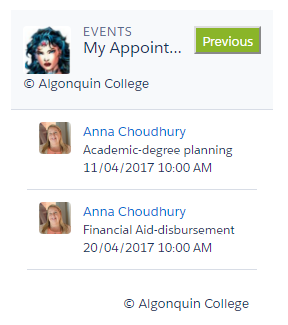 EVENTS
My Appoint...
Previous
© Algonquin College
Anna Choudhury
Academic-degree planning
11/04/2017 10:00 AM
Anna Choudhury
Financial Aid-disbursement
20/04/2017 10:00 AM
© Algonquin College